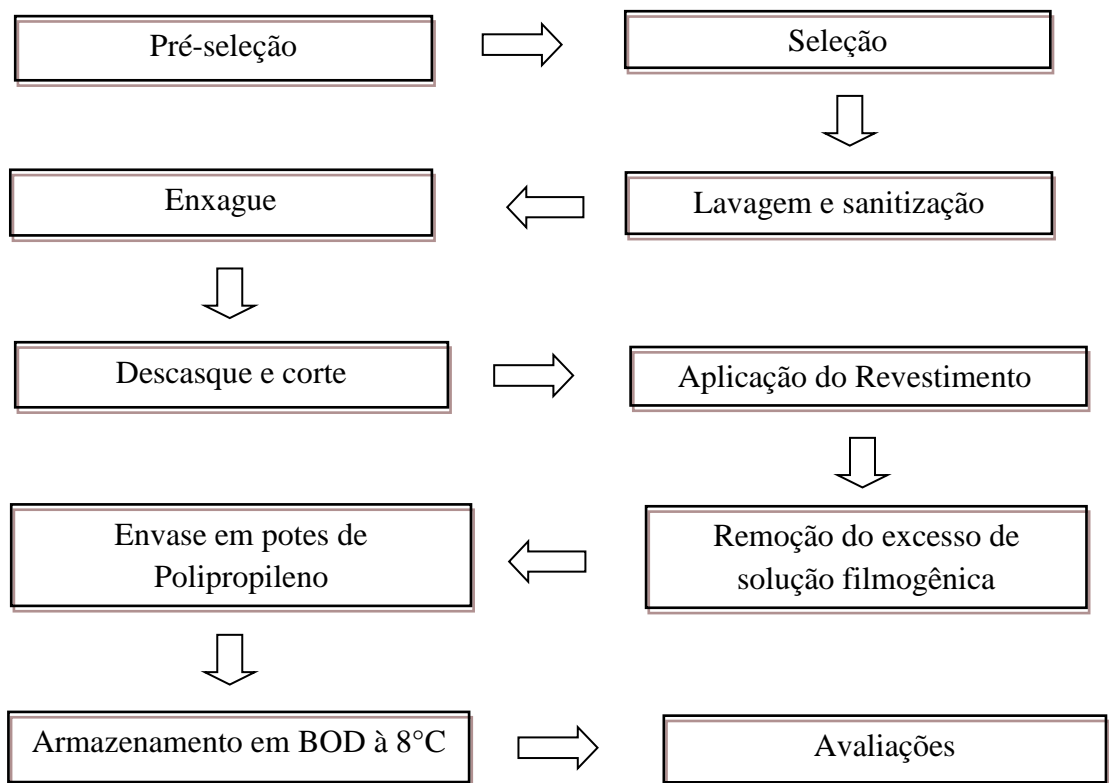 Pré-seleção
Seleção
Lavagem e sanitização
Enxague
Descasque e corte
Aplicação do Revestimento
Remoção do excesso de
solução filmogênica
Envase em potes de
Polipropileno
Armazenamento em BOD à 8°C
Avaliações